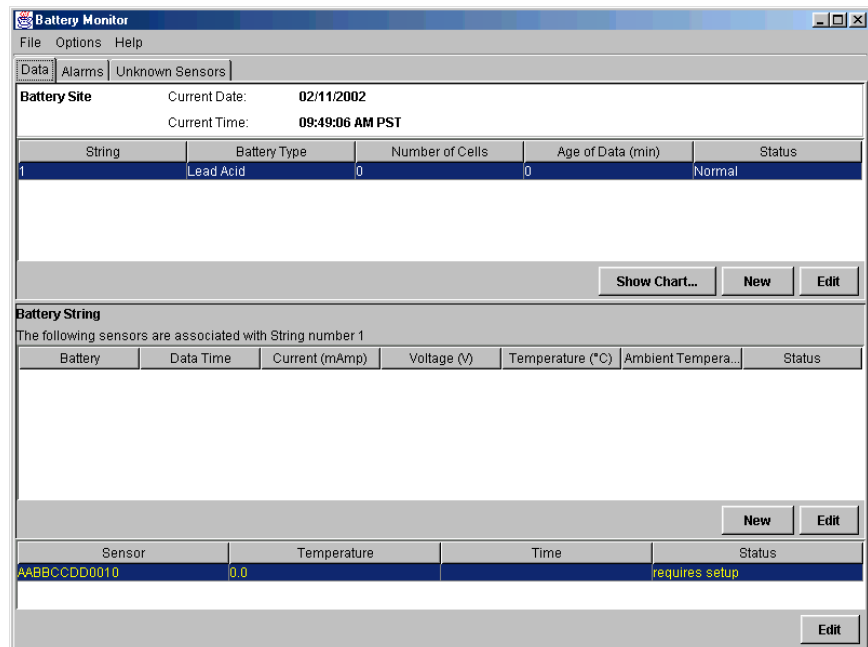 Battery Monitor
File Options Help
Data Alarms Unknown Sensors
Battery Site Current Date: 02/11/2002
Current Time: 09:49:06 AM PST
String Battery Type Number of Cells Age of Data (min) Status
1 Lead Acid 0 0 Normal
Show Chart... New Edit
Battery String
The following sensors are associated with String number 1
Battery Data Time Current (mAmp) Voltage (V) Temperature (°C) Ambient Tempera... Status
New Edit
Sensor Temperature Time Status
AABBCCDD0010 0.0 requires setup
Edit